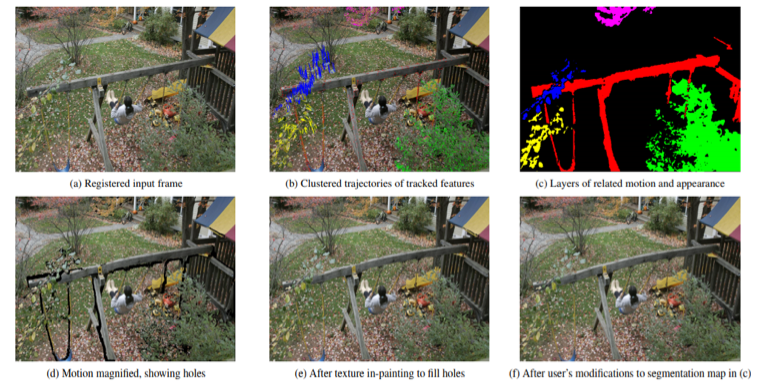 (a) Registered input frame
(b) Clustered trajectories of tracked features
(c) Layers of related motion and appearance
(d) Motion magnified, showing holes
(e) After texture in-painting to fill holes
(f) After user's modifications to segmentation map in (c)